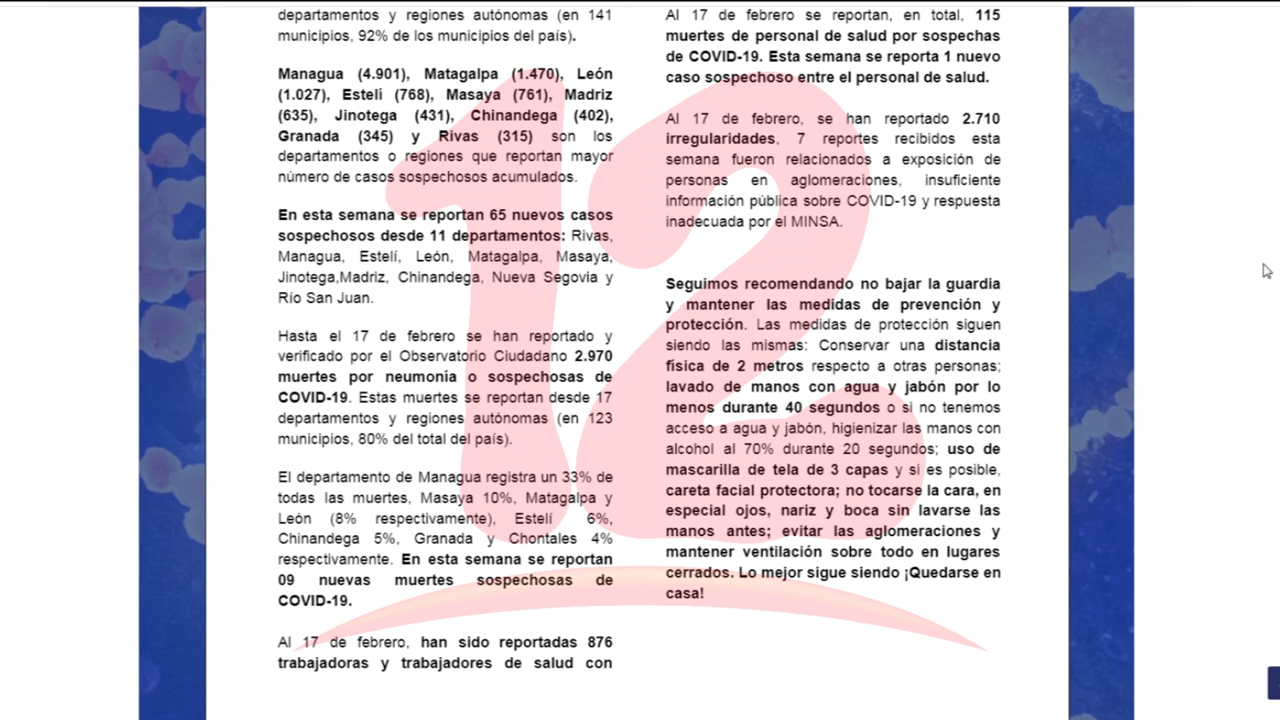 departamentos y regiones autónomas (en 141
municipios, 92% de los municipios del país).
Managua (4.901), Matagalpa (1.470), León
(1.027), Estelí (768), Masaya (761), Madriz
(635), Jinotega (431), Chinandega (402),
Granada (345) y Rivas (315) son los
departamentos o regiones que reportan mayor
número de casos sospechosos acumulados.
En esta semana se reportan 65 nuevos casos
sospechosos desde 11 departamentos: Rivas,
Managua, Estelí, León, Matagalpa, Masaya,
Jinotega,Madriz, Chinandega, Nueva Segovia y
Río San Juan.
Hasta el 17 de febrero se han reportado y
verificado por el Observatorio Ciudadano 2.970
muertes por neumonía o sospechosas de
COVID-19. Estas muertes se reportan desde 17
departamentos y regiones autónomas (en 123
municipios, 80% del total del país).
El departamento de Managua registra un 33% de
todas las muertes, Masaya 10%, Matagalpa y
León (8% respectivamente), Estelí 6%,
Chinandega 5%, Granada y Chontales 4%
respectivamente. En esta semana se reportan
09 nuevas muertes sospechosas de
COVID-19.
Al 17 de febrero, han sido reportadas 876
trabajadoras y trabajadores de salud con
Al 17 de febrero se reportan, en total, 115
muertes de personal de salud por sospechas
de COVID-19. Esta semana se reporta 1 nuevo
caso sospechoso entre el personal de salud.
Al 17 de febrero, se han reportado 2.710
irregularidades, 7 reportes recibidos esta
semana fueron relacionados a exposición de
personas en aglomeraciones, insuficiente
información pública sobre COVID-19 y respuesta
inadecuada por el MINSA.
Seguimos recomendando no bajar la guardia
y mantener las medidas de prevención y
protección. Las medidas de protección siguen
siendo las mismas: Conservar una distancia
física de 2 metros respecto a otras personas;
lavado de manos con agua y jabón por lo
menos durante 40 segundos o si no tenemos
acceso a agua y jabón, higienizar las manos con
alcohol al 70% durante 20 segundos; uso de
mascarilla de tela de 3 capas y si es posible,
careta facial protectora; no tocarse la cara, en
especial ojos, nariz y boca sin lavarse las
manos antes; evitar las aglomeraciones y
mantener ventilación sobre todo en lugares
cerrados. Lo mejor sigue siendo ¡Quedarse en
casa!
12